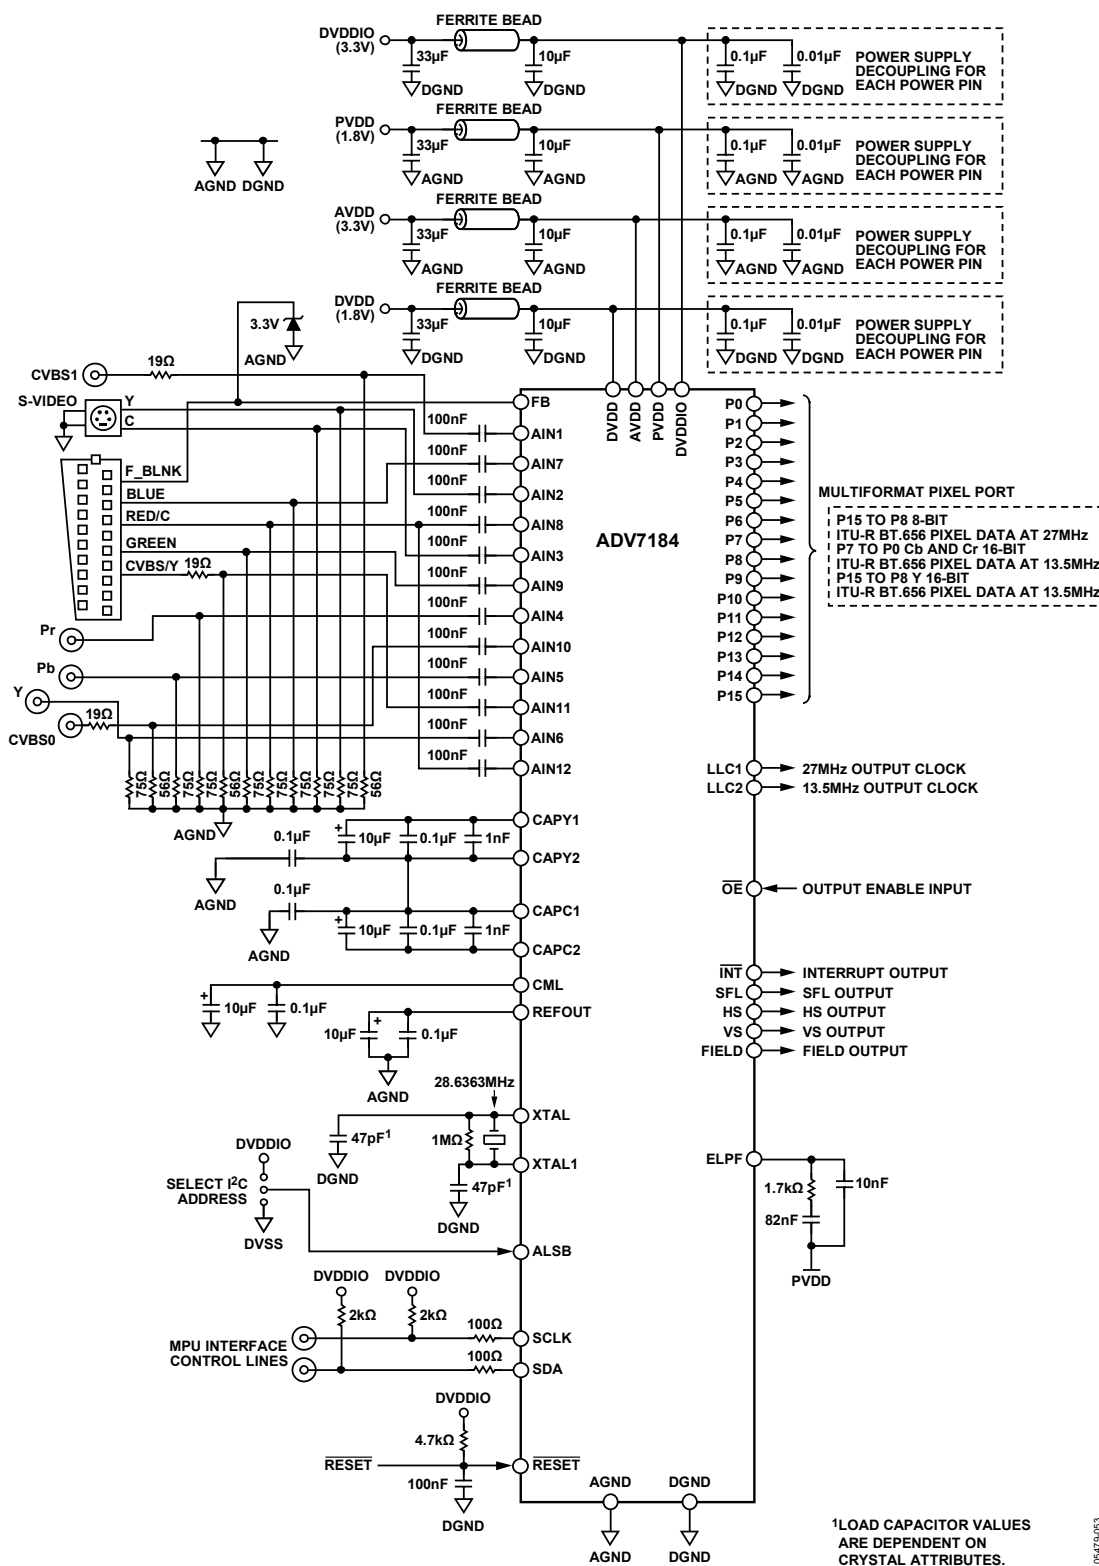 FERRITE BEAD
DVDDIO
(3.3V)
33µF
DGND
10µF
DGND
0.1µF
DGND
0.01µF
DGND
POWER SUPPLY
DECOUPLING FOR
EACH POWER PIN
FERRITE BEAD
PVDD
(1.8V)
33µF
AGND
10µF
AGND
0.1µF
AGND
0.01µF
AGND
POWER SUPPLY
DECOUPLING FOR
EACH POWER PIN
AGND DGND
FERRITE BEAD
AVDD
(3.3V)
33µF
AGND
10µF
AGND
0.1µF
AGND
0.01µF
AGND
POWER SUPPLY
DECOUPLING FOR
EACH POWER PIN
FERRITE BEAD
DVDD
(1.8V)
33µF
DGND
10µF
DGND
0.1µF
DGND
0.01µF
DGND
POWER SUPPLY
DECOUPLING FOR
EACH POWER PIN
3.3V
AGND
CVBS1
19Ω
S-VIDEO
Y
C
F_BLNK
BLUE
RED/C
GREEN
CVBS/Y
19Ω
Pr
Pb
Y
19Ω
CVBS0
100nF
100nF
100nF
100nF
100nF
100nF
100nF
100nF
100nF
100nF
100nF
100nF
75Ω
56Ω
75Ω
75Ω
56Ω
75Ω
75Ω
75Ω
75Ω
75Ω
56Ω
AGND
FB
AIN1
AIN7
AIN2
AIN8
AIN3
AIN9
AIN4
AIN10
AIN5
AIN11
AIN6
AIN12
DVDD
AVDD
PVDD
DVDDIO
ADV7184
P0
P1
P2
P3
P4
P5
P6
P7
P8
P9
P10
P11
P12
P13
P14
P15
MULTIFORMAT PIXEL PORT
P15 TO P8 8-BIT
ITU-R BT.656 PIXEL DATA AT 27MHz
P7 TO P0 Cb AND Cr 16-BIT
ITU-R BT.656 PIXEL DATA AT 13.5MHz
P15 TO P8 Y 16-BIT
ITU-R BT.656 PIXEL DATA AT 13.5MHz
LLC1
27MHz OUTPUT CLOCK
LLC2
13.5MHz OUTPUT CLOCK
CAPY1
+
10µF
0.1µF
1nF
0.1µF
CAPY2
AGND
0.1µF
CAPC1
AGND
+
10µF
0.1µF
1nF
CAPC2
OE
OUTPUT ENABLE INPUT
CML
+
10µF
0.1µF
REFOUT
10µF
+
0.1µF
AGND
INT
INTERRUPT OUTPUT
SFL
SFL OUTPUT
HS
HS OUTPUT
VS
VS OUTPUT
FIELD
FIELD OUTPUT
28.6363MHz
XTAL
47pF1
DGND
1MΩ
XTAL1
47pF1
DGND
ELPF
1.7kΩ
10nF
82nF
PVDD
DVDDIO
SELECT I2C
ADDRESS
DVSS
ALSB
DVDDIO
DVDDIO
2kΩ
2kΩ
MPU INTERFACE
CONTROL LINES
100Ω
SCLK
100Ω
SDA
DVDDIO
4.7kΩ
RESET
RESET
100nF
DGND
AGND
DGND
AGND
DGND
1LOAD CAPACITOR VALUES
ARE DEPENDENT ON
CRYSTAL ATTRIBUTES.
05479-053